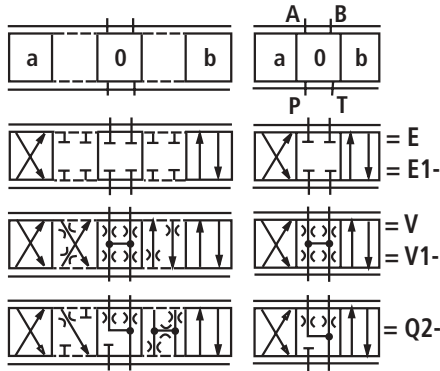 A B
a 0 b a 0 b
P T
= E
= E1-
= V
= V1-
= Q2-